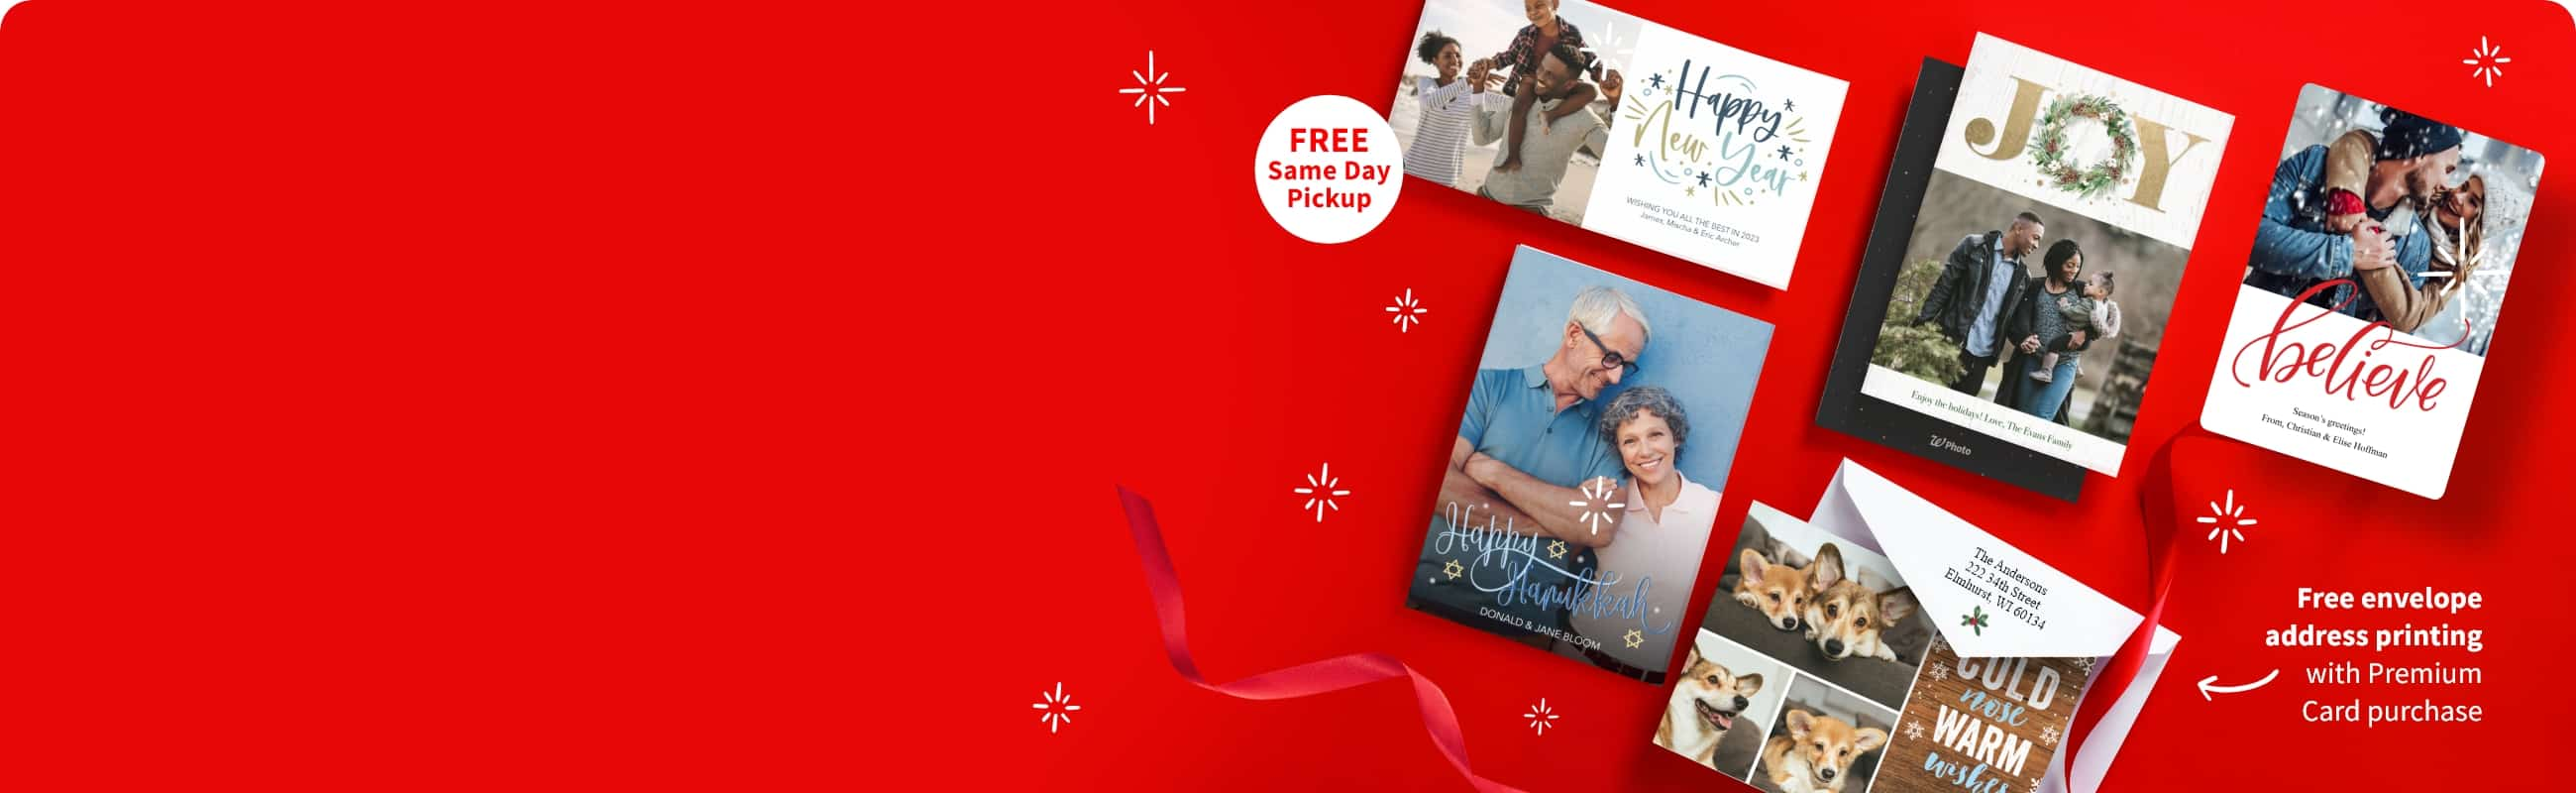 FREE
Same Day
Pickup
Happy
New Year
WISHING YOU ALL THE BEST IN 2023
James, Mischa & Eric Archer
JOY
Enjoy the holidays! Love, The Evans Family
W Photo
believe
Season's greetings!
From, Christian & Elise Hoffman
Happy
Hanukkah
DONALD & JANE BLOOM
The Andersons
222 34th Street
Elmhurst, WI 60134
COLD
nose
WARM
wishes
Free envelope
address printing
with Premium
Card purchase